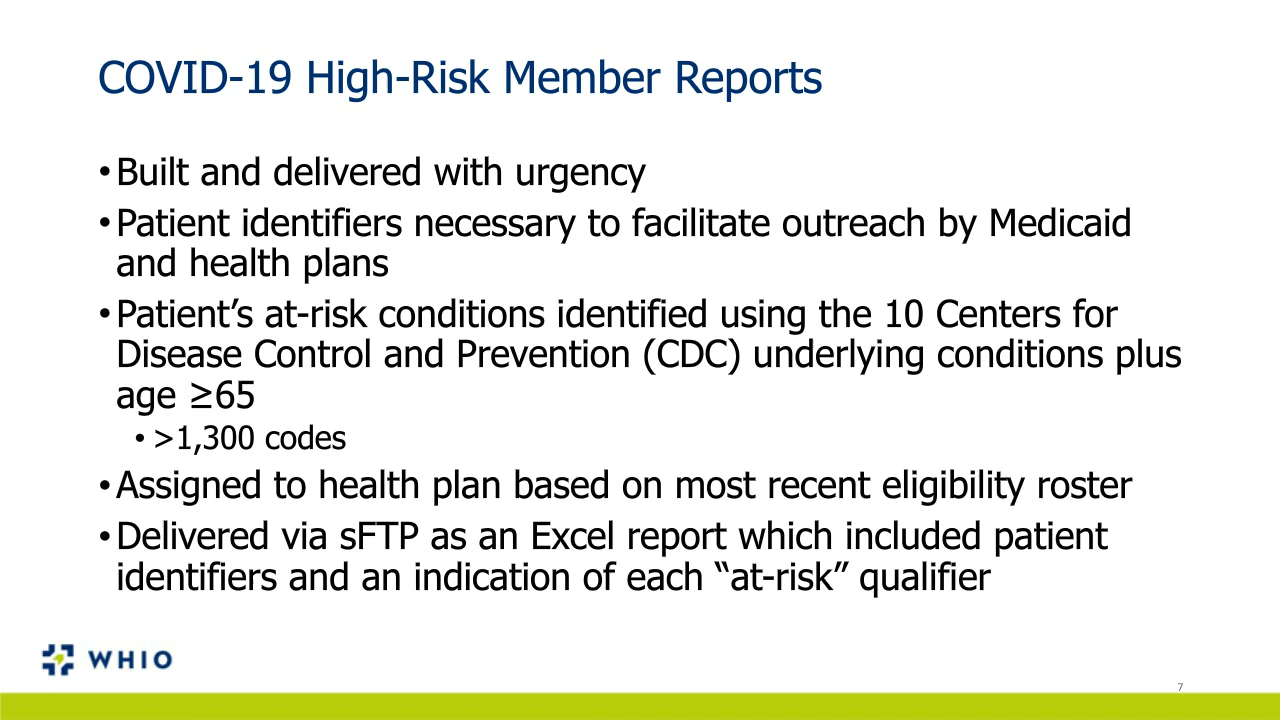 COVID-19 High-Risk Member Reports
•Built and delivered with urgency
•Patient identifiers necessary to facilitate outreach by Medicaid
and health plans
•Patient’s at-risk conditions identified using the 10 Centers for
Disease Control and Prevention (CDC) underlying conditions plus
age ≥65
• >1,300 codes
•Assigned to health plan based on most recent eligibility roster
•Delivered via sFTP as an Excel report which included patient
identifiers and an indication of each “at-risk” qualifier
WHIO
7